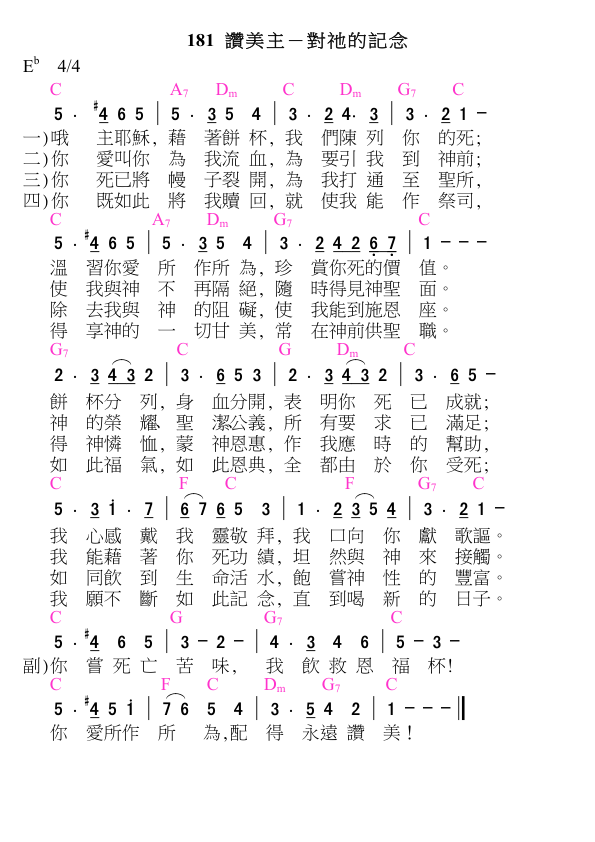 181 讚美主－對祂的記念
E♭ 4/4
C A7 Dm C Dm G7 C
5 · #4 6 5 | 5 · 3 5 4 | 3 · 2 4· 3 | 3 · 2 1 －
一)哦 主耶穌，藉 著餅 杯，我 們陳 列 你 的死；
二)你 愛叫你 為 我流 血，為 要引 我 到 神前；
三)你 死已將 幔 子裂 開，為 我打 通 至 聖所，
四)你 既如此 將 我贖 回，就 使我 能 作 祭司，
C A7 Dm G7 C
5 · #4 6 5 | 5 · 3 5 4 | 3 · 2 4 2 6 7 | 1 － － －
溫 習你愛 所 作所 為，珍 賞你死的價 值。
使 我與神 不 再隔 絕，隨 時得見神聖 面。
除 去我與 神 的阻 礙，使 我能到施恩 座。
得 享神的 一 切甘 美，常 在神前供聖 職。
G7 C G Dm C
2 · 3 4 3 2 | 3 · 6 5 3 | 2 · 3 4 3 2 | 3 · 6 5 －
餅 杯分 列，身 血分開，表 明你 死 已 成就；
神 的榮 耀、聖 潔公義，所 有要 求 已 滿足；
得 神憐 恤，蒙 神恩惠，作 我應 時 的 幫助，
如 此福 氣，如 此恩典，全 都由 於 你 受死；
C F C F G7 C
5 · 3 1 · 7 | 6 7 6 5 3 | 1 · 2 3 5 4 | 3 · 2 1 －
我 心感 戴 我 靈敬 拜，我 口向 你 獻 歌謳。
我 能藉 著 你 死功 績，坦 然與 神 來 接觸。
如 同飲 到 生 命活 水，飽 嘗神 性 的 豐富。
我 願不 斷 如 此記 念，直 到喝 新 的 日子。
C G G7 C
5 · #4 6 5 | 3 － 2 － | 4 · 3 4 6 | 5 － 3 －
副)你 嘗 死 亡 苦 味， 我 飲 救 恩 福 杯！
C F C Dm G7 C
5 · #4 5 1 | 7 6 5 4 | 3 · 5 4 2 | 1 － － －
你 愛所作 所 為，配 得 永遠 讚 美！